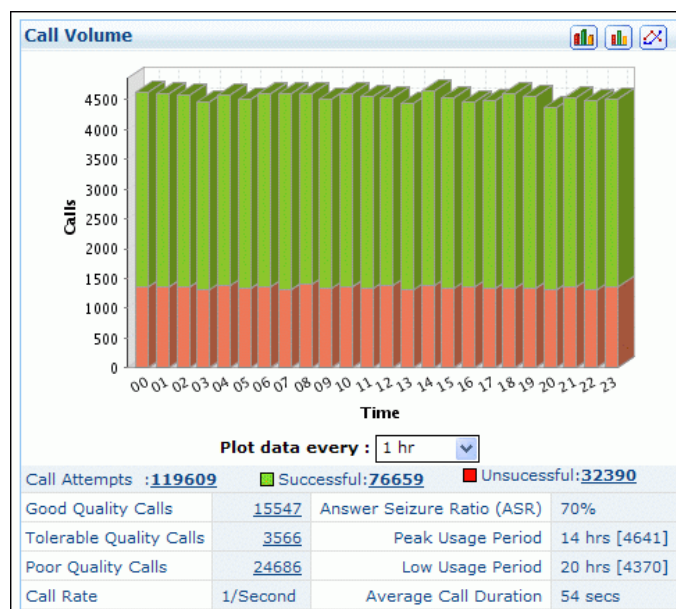 Call Volume
4500
4000
3500
3000
2500
2000
1500
1000
500
0
Calls
00 01 02 03 04 05 06 07 08 09 10 11 12 13 14 15 16 17 18 19 20 21 22 23
Time
Plot data every : 1 hr
Call Attempts :119609 Successful:76659 Unsucessful:32390
Good Quality Calls 15547 Answer Seizure Ratio (ASR) 70%
Tolerable Quality Calls 3566 Peak Usage Period 14 hrs [4641]
Poor Quality Calls 24686 Low Usage Period 20 hrs [4370]
Call Rate 1/Second Average Call Duration 54 secs